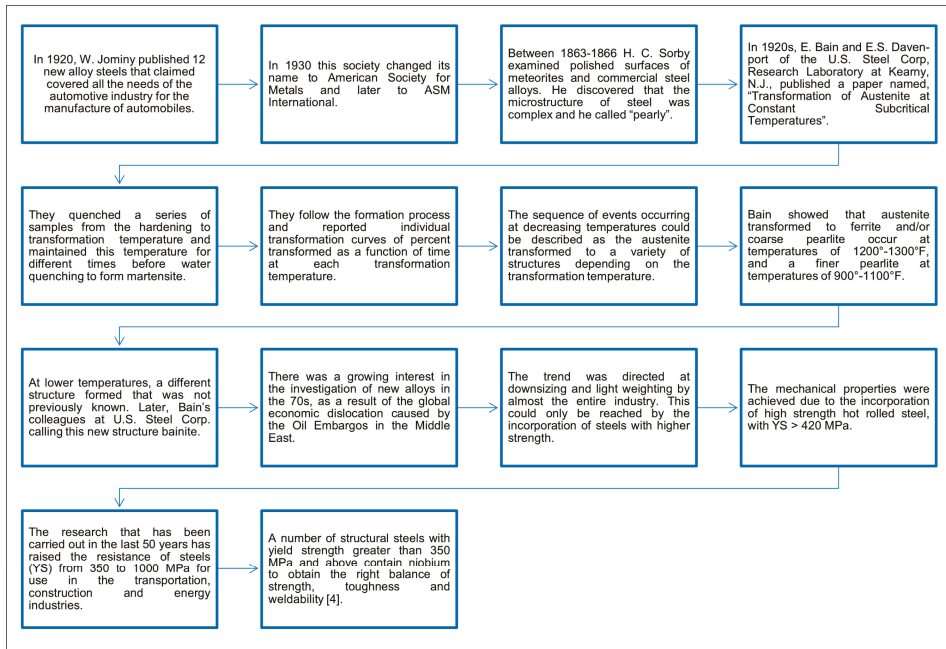 In 1920, W. Jominy published 12
new alloy steels that claimed
covered all the needs of the
automotive industry for the
manufacture of automobiles.
In 1930 this society changed its
name to American Society for
Metals and later to ASM
International.
Between 1863-1866 H. C. Sorby
examined polished surfaces of
meteorites and commercial steel
alloys. He discovered that the
microstructure of steel was
complex and he called “pearly”.
In 1920s, E. Bain and E.S. Daven-
port of the U.S. Steel Corp,
Research Laboratory at Kearny,
N.J., published a paper named,
“Transformation of Austenite at
Constant Subcritical
Temperatures”.
They quenched a series of
samples from the hardening to
transformation temperature and
maintained this temperature for
different times before water
quenching to form martensite.
They follow the formation process
and reported individual
transformation curves of percent
transformed as a function of time
at each transformation
temperature.
The sequence of events occurring
at decreasing temperatures could
be described as the austenite
transformed to a variety of
structures depending on the
transformation temperature.
Bain showed that austenite
transformed to ferrite and/or
coarse pearlite occur at
temperatures of 1200°-1300°F,
and a finer pearlite at
temperatures of 900°-1100°F.
At lower temperatures, a different
structure formed that was not
previously known. Later, Bain’s
colleagues at U.S. Steel Corp.
calling this new structure bainite.
There was a growing interest in
the investigation of new alloys in
the 70s, as a result of the global
economic dislocation caused by
the Oil Embargos in the Middle
East.
The trend was directed at
downsizing and light weighting by
almost the entire industry. This
could only be reached by the
incorporation of steels with higher
strength.
The mechanical properties were
achieved due to the incorporation
of high strength hot rolled steel,
with YS > 420 MPa.
The research that has been
carried out in the last 50 years has
raised the resistance of steels
(YS) from 350 to 1000 MPa for
use in the transportation,
construction and energy
industries.
A number of structural steels with
yield strength greater than 350
MPa and above contain niobium
to obtain the right balance of
strength, toughness and
weldability [4].